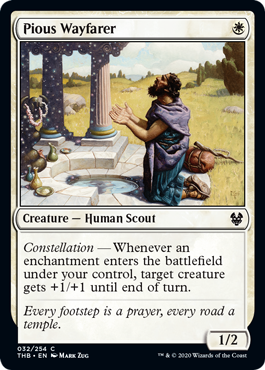 Pious Wayfarer
Creature — Human Scout
Constellation — Whenever an
enchantment enters the battlefield
under your control, target creature
gets +1/+1 until end of turn.
Every footstep is a prayer, every road a
temple.
1/2
032/254 C
THB • EN Mark Zug
™ & © 2020 Wizards of the Coast